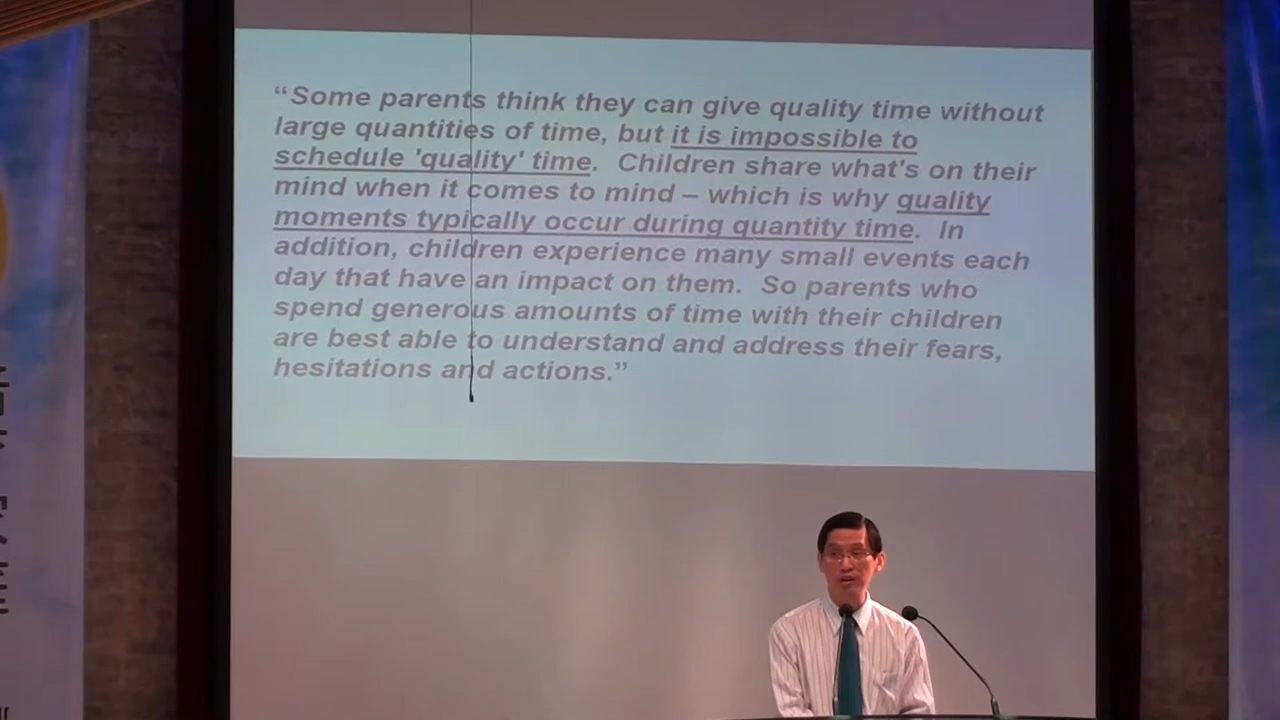 “Some parents think they can give quality time without
large quantities of time, but it is impossible to
schedule 'quality' time.  Children share what's on their
mind when it comes to mind – which is why quality
moments typically occur during quantity time.  In
addition, children experience many small events each
day that have an impact on them.  So parents who
spend generous amounts of time with their children
are best able to understand and address their fears,
hesitations and actions.”